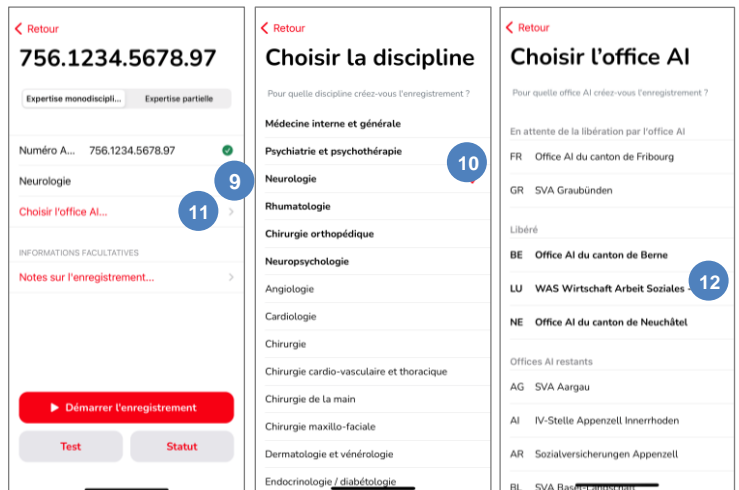 Retour
756.1234.5678.97
Expertise monodiscipli... Expertise partielle
Numéro A... 756.1234.5678.97
Neurologie
9
Choisir l'office AI...
11
INFORMATIONS FACULTATIVES
Notes sur l'enregistrement...
Démarrer l'enregistrement
Test Statut
Retour
Choisir la discipline
Pour quelle discipline créez-vous l'enregistrement ?
Médecine interne et générale
Psychiatrie et psychothérapie
10
Neurologie
Rhumatologie
Chirurgie orthopédique
Neuropsychologie
Angiologie
Cardiologie
Chirurgie
Chirurgie cardio-vasculaire et thoracique
Chirurgie de la main
Chirurgie maxillo-faciale
Dermatologie et vénérologie
Endocrinologie / diabétologie
Retour
Choisir l’office AI
Pour quelle office AI créez-vous l'enregistrement ?
En attente de la libération par l'office AI
FR Office AI du canton de Fribourg
GR SVA Graubünden
Libéré
BE Office AI du canton de Berne
LU WAS Wirtschaft Arbeit Soziales -
12
NE Office AI du canton de Neuchâtel
Offices AI restants
AG SVA Aargau
AI IV-Stelle Appenzell Innerrhoden
AR Sozialversicherungen Appenzell
BL SVA Basel-Landschaft